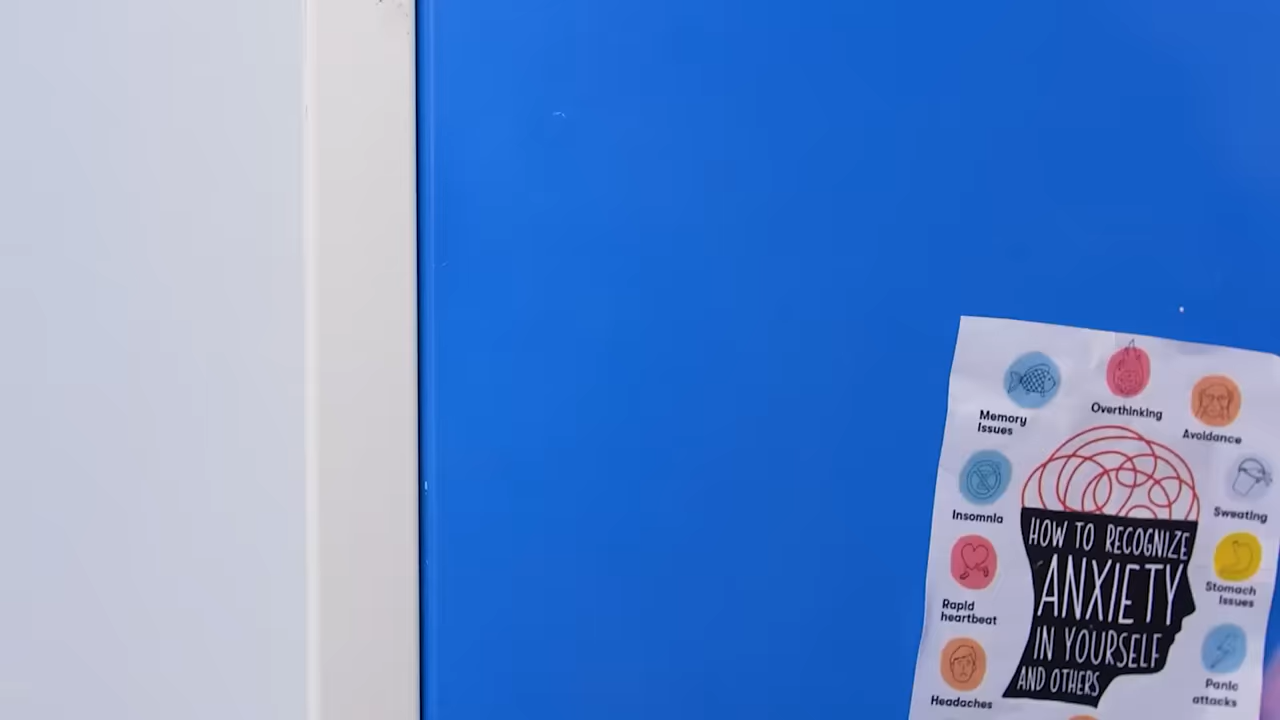 Overthinking
Memory
Issues
Avoidance
Insomnia
Sweating
HOW TO RECOGNIZE
ANXIETY
IN YOURSELF
AND OTHERS
Rapid
heartbeat
Stomach
Issues
Headaches
Panic
attacks